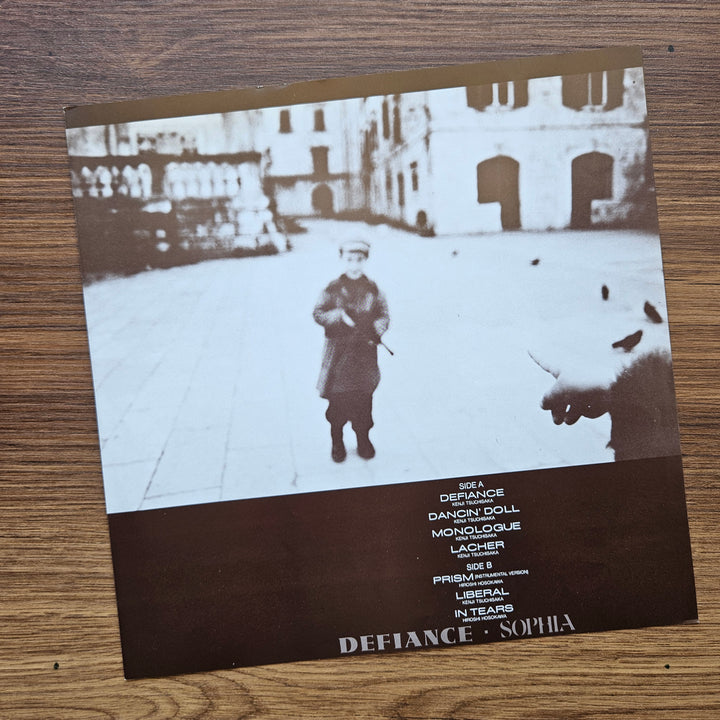 SIDE A
DEFIANCE
KENJI TSUCHISAKA
DANCIN' DOLL
KENJI TSUCHISAKA
MONOLOGUE
KENJI TSUCHISAKA
LACHER
KENJI TSUCHISAKA
SIDE B
PRISM [INSTRUMENTAL VERSION]
HIROSHI HOSOKAWA
LIBERAL
KENJI TSUCHISAKA
IN TEARS
HIROSHI HOSOKAWA
DEFIANCE · SOPHIA